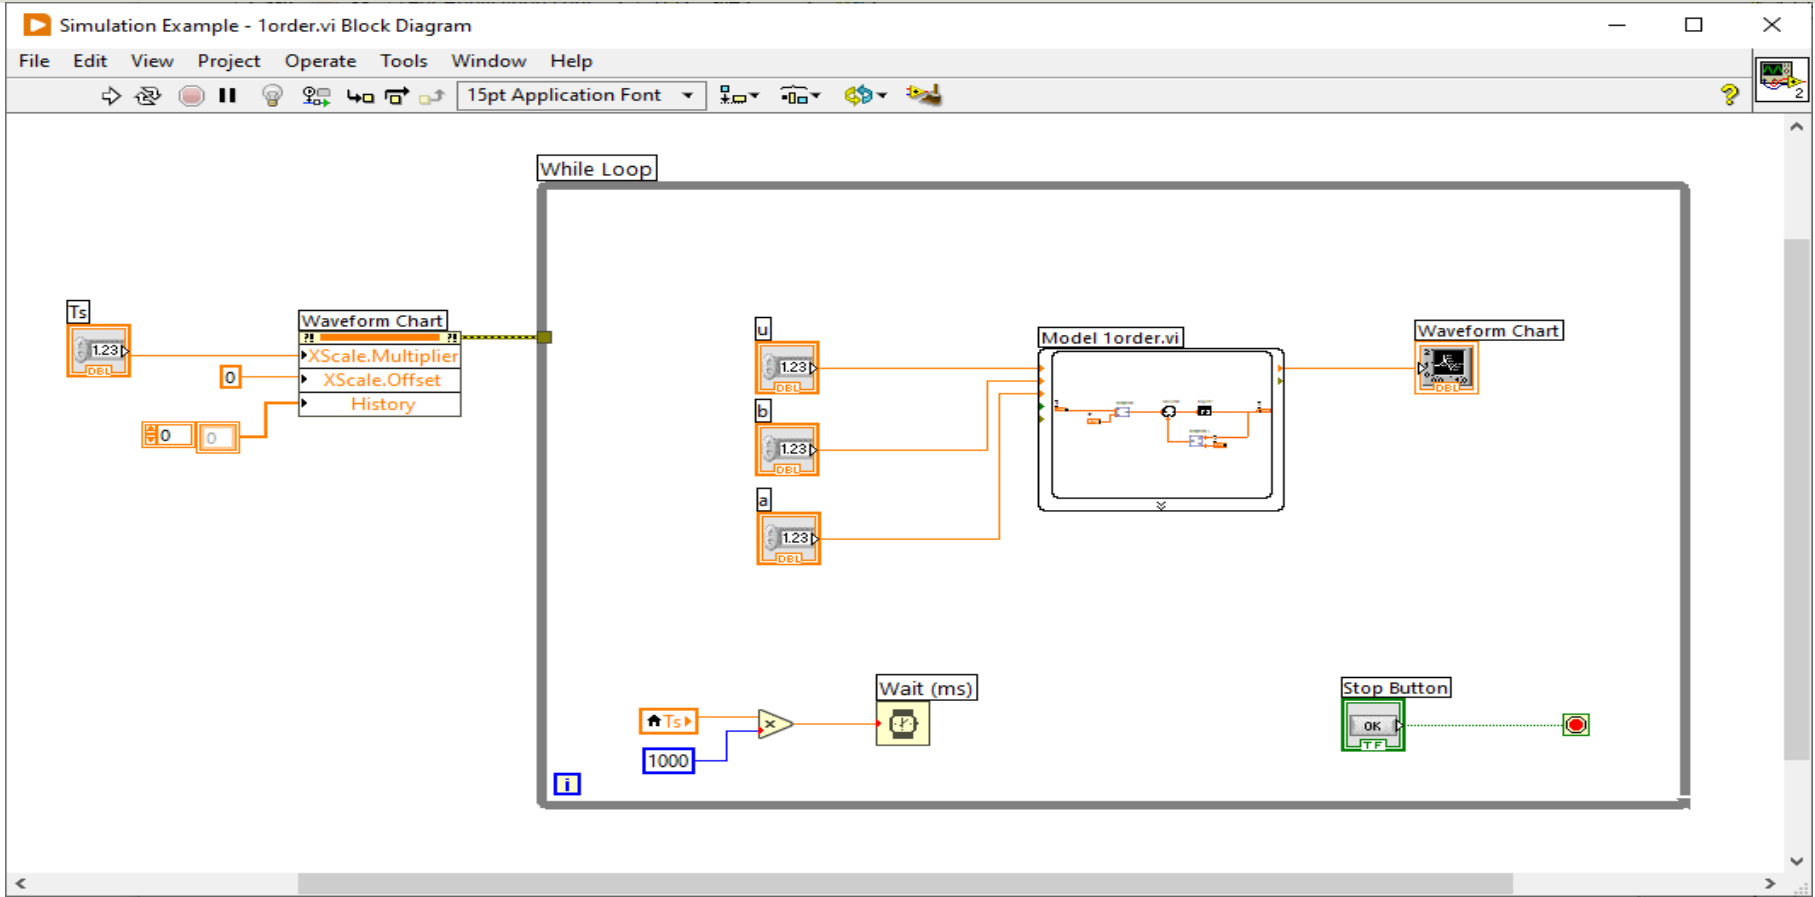 Simulation Example - 1order.vi Block Diagram
File Edit View Project Operate Tools Window Help
15pt Application Font
2
While Loop
Ts
1.23
DBL
Waveform Chart
?! ?!
XScale.Multiplier
0
XScale.Offset
History
0
0
u
1.23
DBL
b
1.23
DBL
a
1.23
DBL
Model 1order.vi
Waveform Chart
DBL
Ts
1000
×
Wait (ms)
Stop Button
OK
TF
i